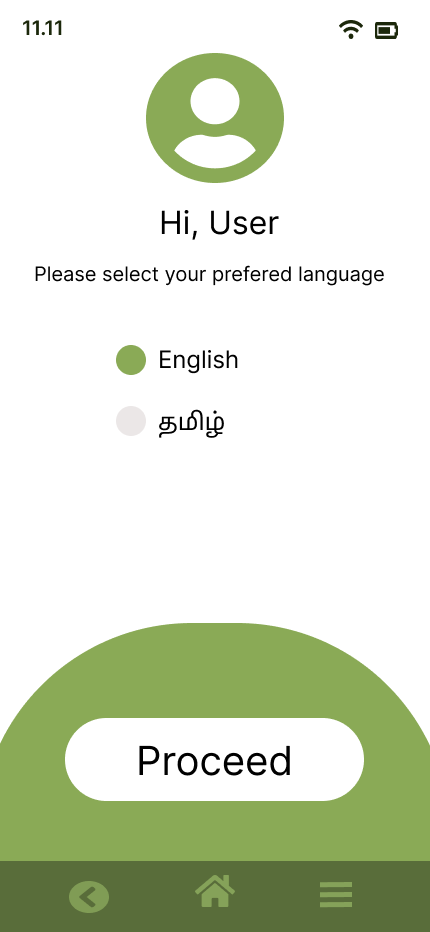 11.11
Hi, User
Please select your prefered language
English
தமிழ்
Proceed